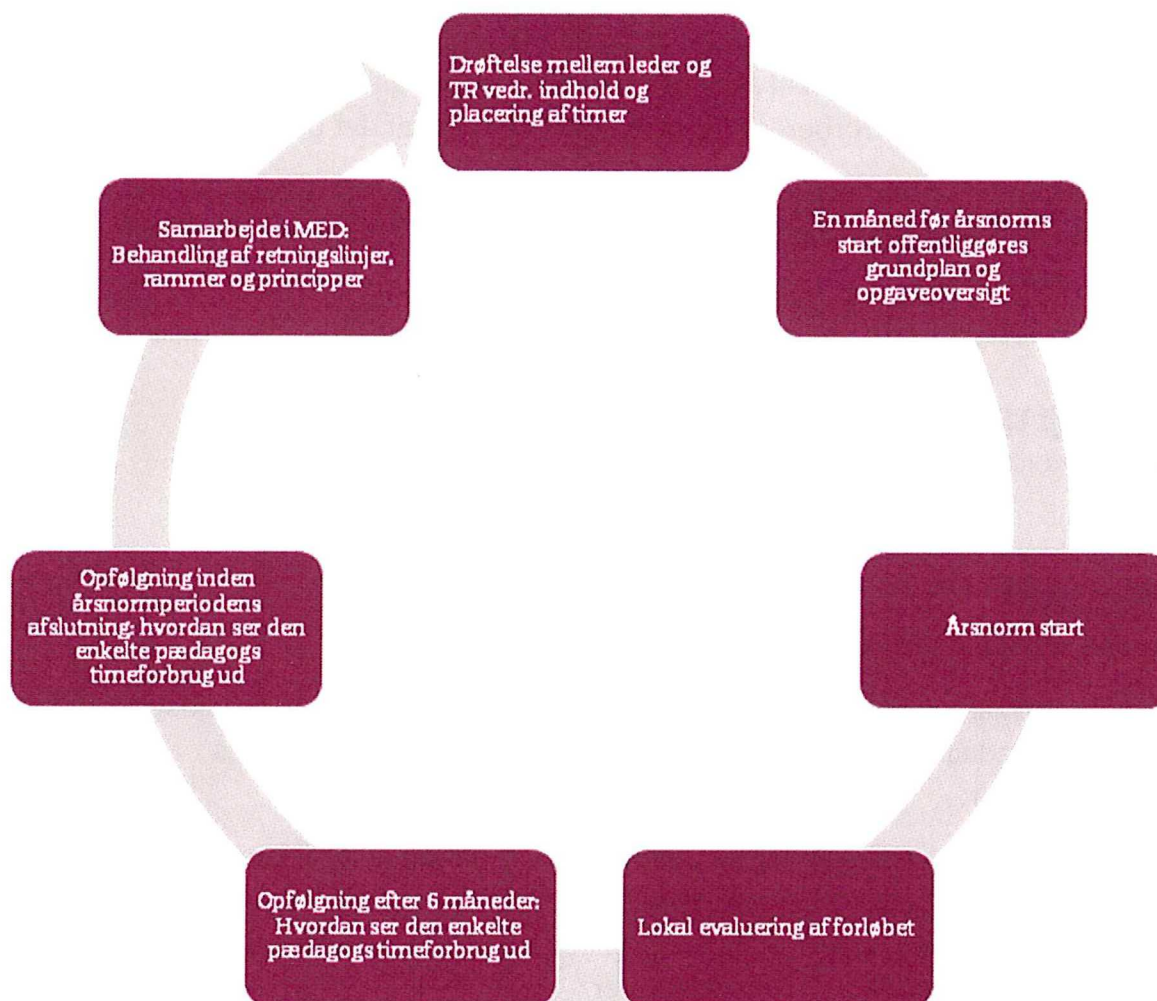 Drøftelse mellem leder og
TR vedr. indhold og
placering af timer
En måned før årsnorms
start offentliggøres
grundplan og
opgaveoversigt
Årsnorm start
Lokal evaluering af forløbet
Opfølgning efter 6 måneder:
Hvordan ser den enkelte
pædagogs timeforbrug ud
Opfølgning inden
årsnormperiodens
afslutning: hvordan ser den
enkelte pædagogs
timeforbrug ud
Samarbejde i MED:
Behandling af retningslinjer,
rammer og principper